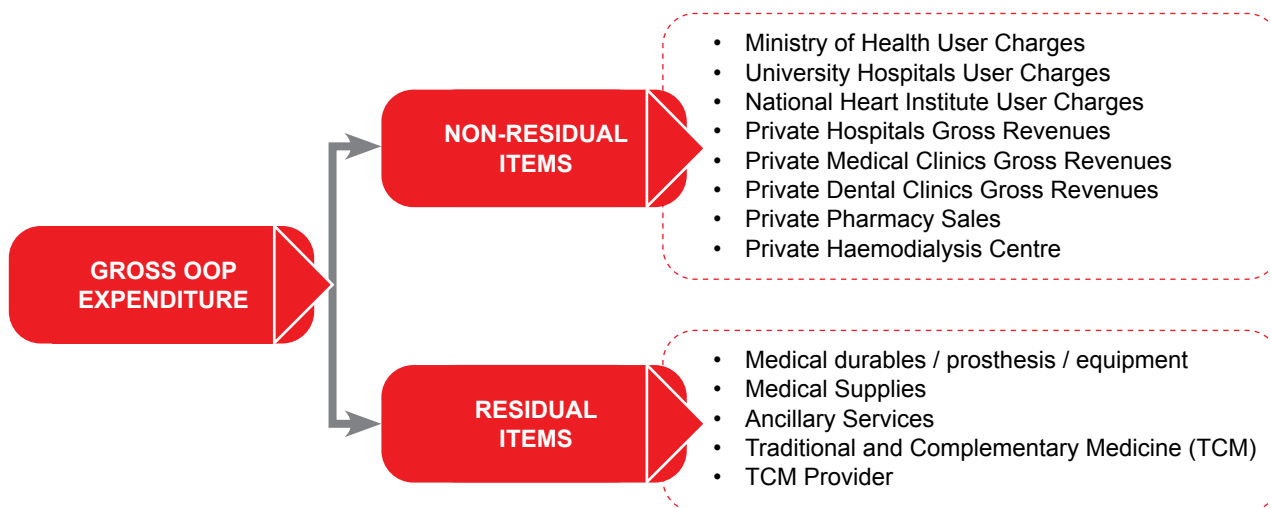 GROSS OOP
EXPENDITURE
NON-RESIDUAL
ITEMS
• Ministry of Health User Charges
• University Hospitals User Charges
• National Heart Institute User Charges
• Private Hospitals Gross Revenues
• Private Medical Clinics Gross Revenues
• Private Dental Clinics Gross Revenues
• Private Pharmacy Sales
• Private Haemodialysis Centre
RESIDUAL
ITEMS
• Medical durables / prosthesis / equipment
• Medical Supplies
• Ancillary Services
• Traditional and Complementary Medicine (TCM)
• TCM Provider